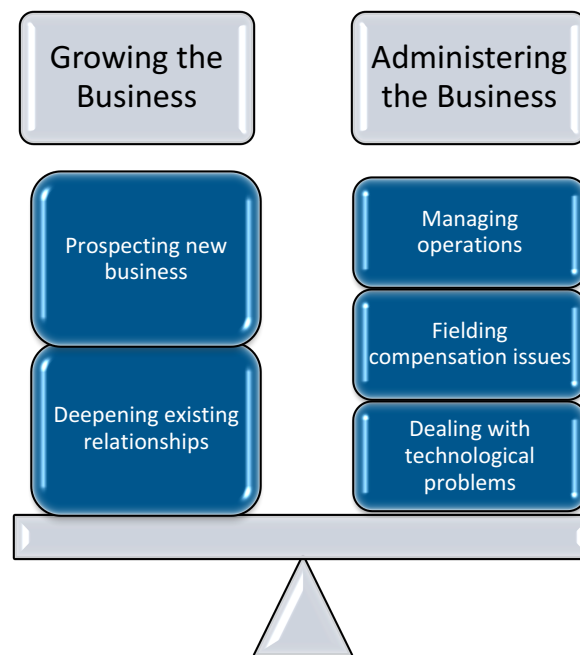 Growing the
Business
Administering
the Business
Prospecting new
business
Deepening existing
relationships
Managing
operations
Fielding
compensation issues
Dealing with
technological
problems